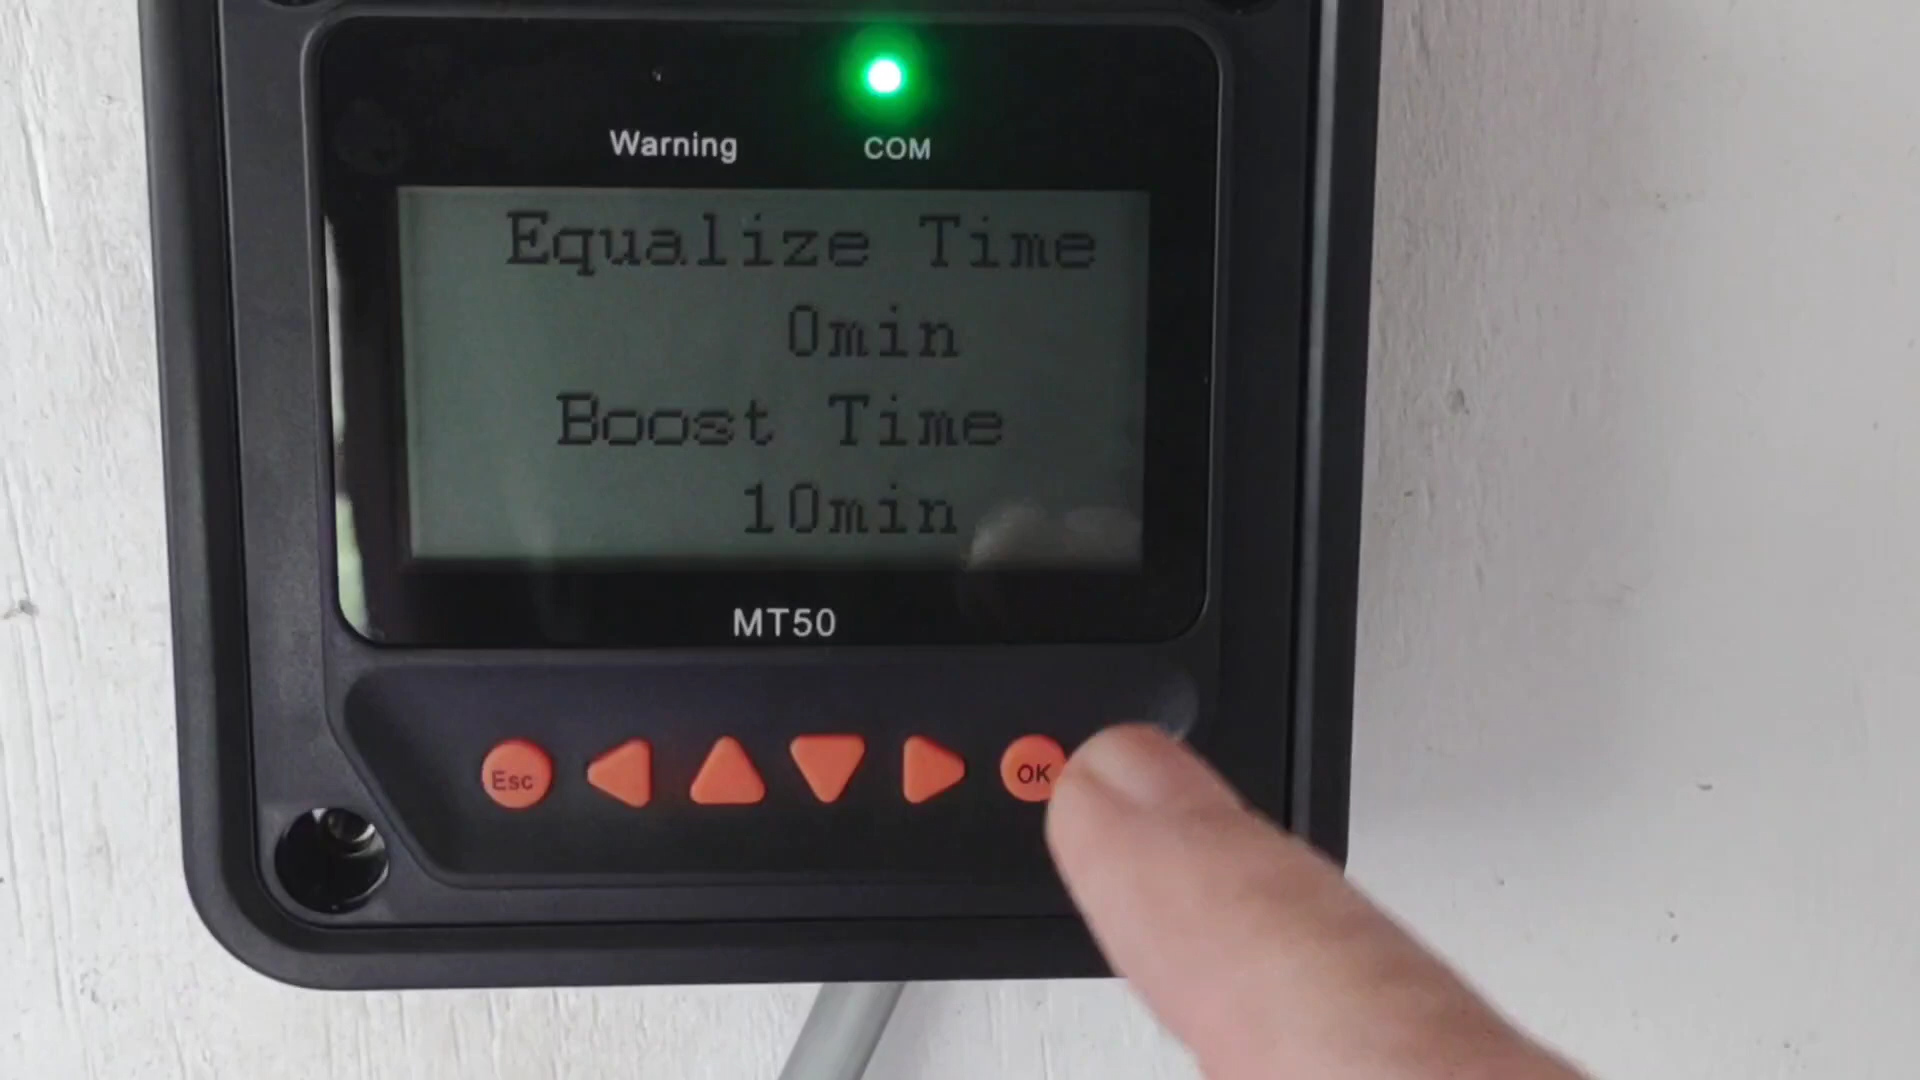 Warning
COM
Equalize Time
0min
Boost Time
10min
MT50
Esc
OK